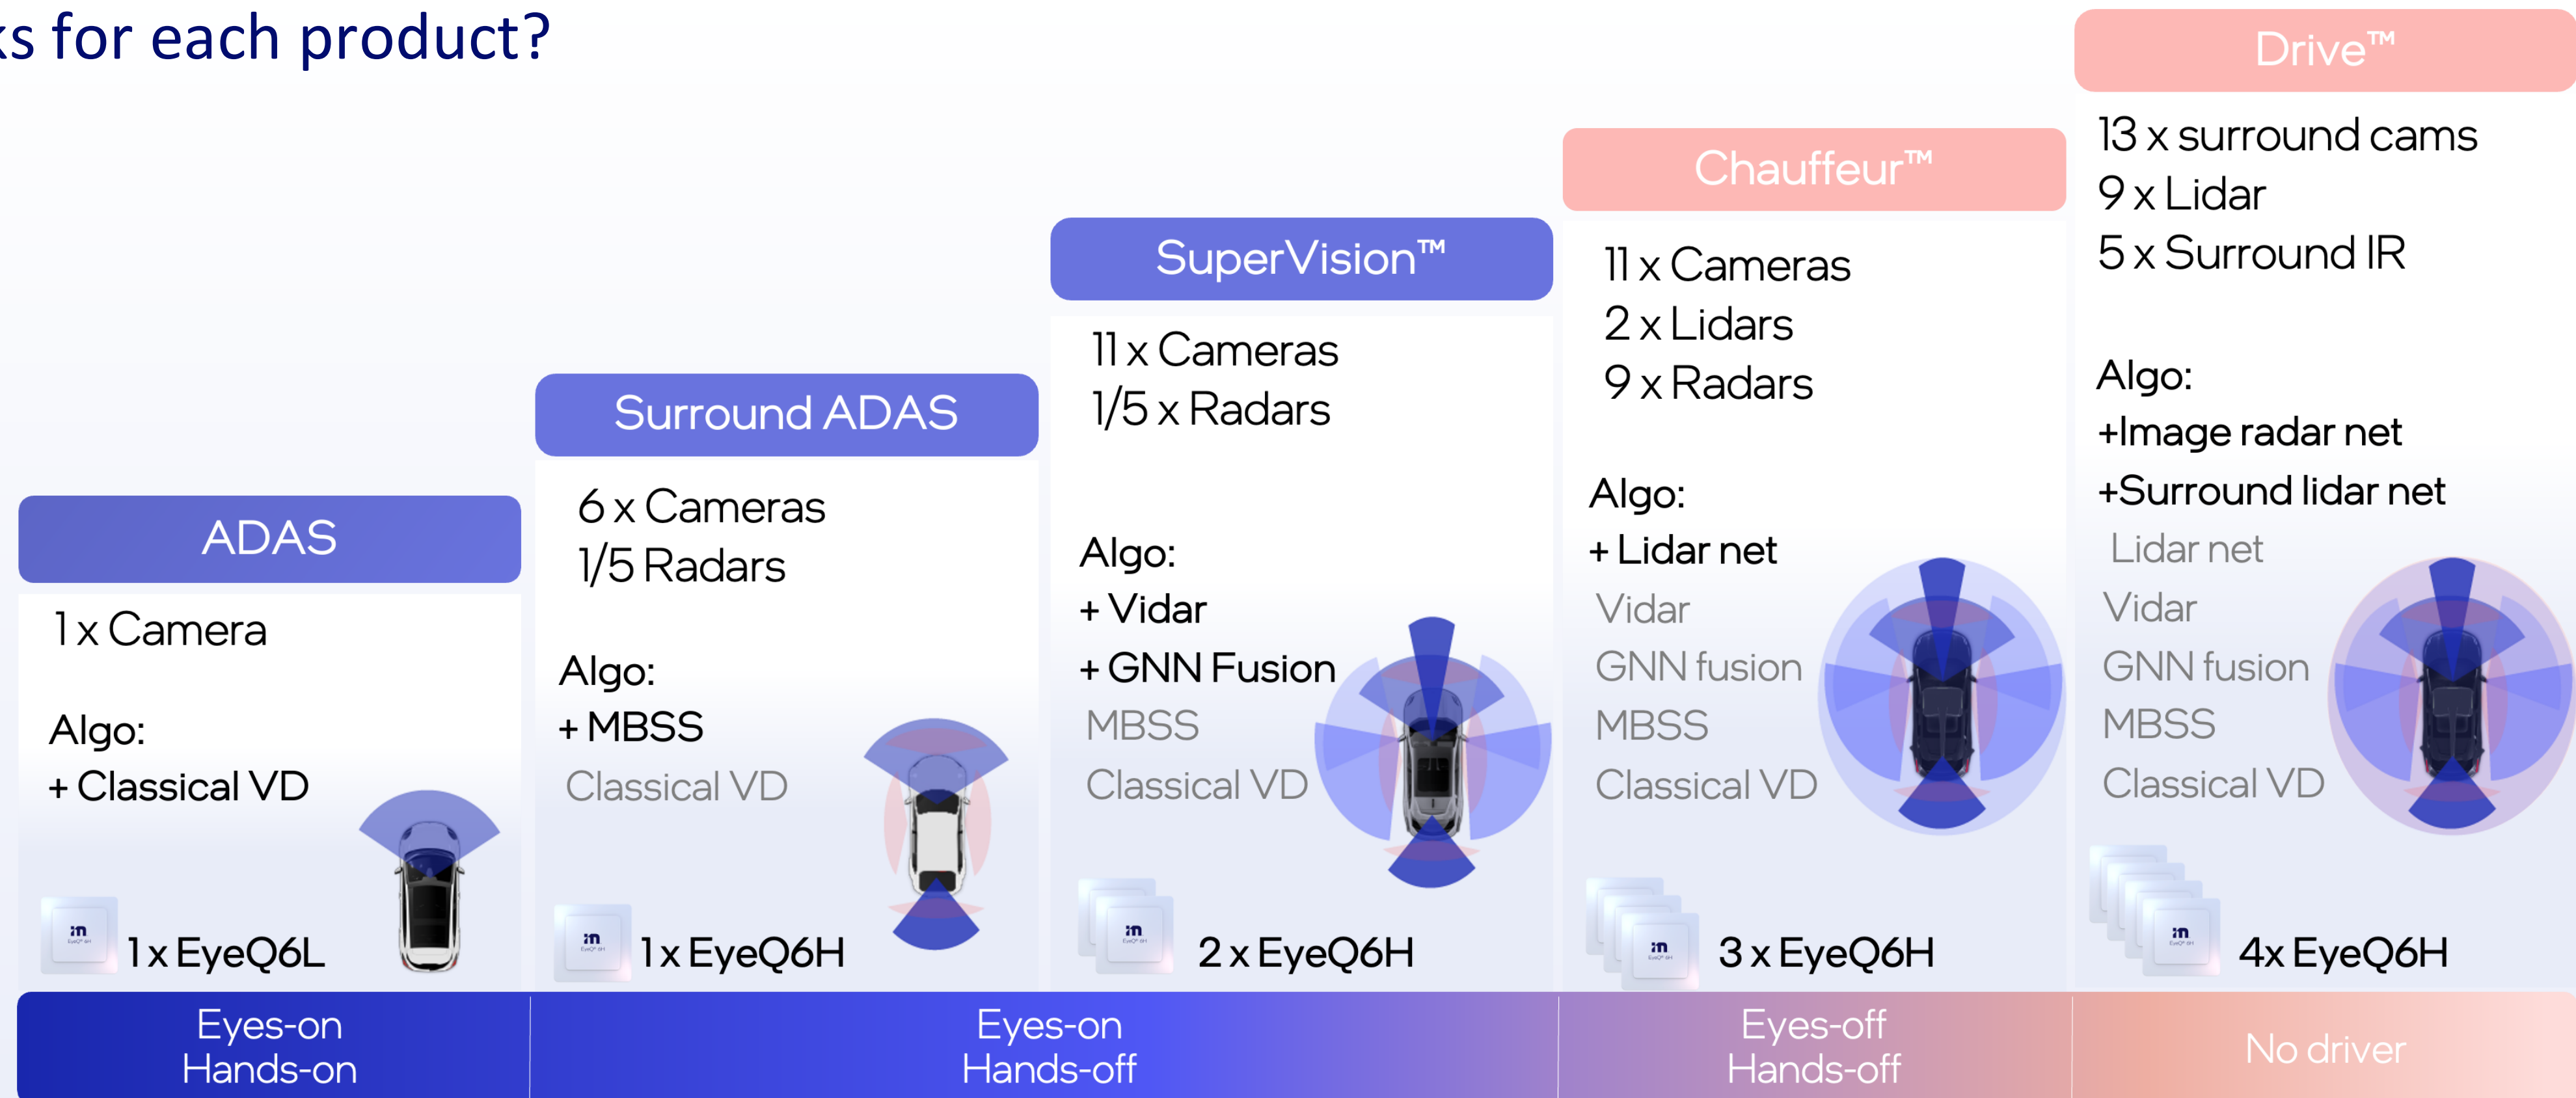 ks for each product?
ADAS
1 x Camera
Algo:
+ Classical VD
1 x EyeQ6L
Surround ADAS
6 x Cameras
1/5 Radars
Algo:
+ MBSS
Classical VD
1 x EyeQ6H
SuperVision™
11 x Cameras
1/5 x Radars
Algo:
+ Vidar
+ GNN Fusion
MBSS
Classical VD
2 x EyeQ6H
Chauffeur™
11 x Cameras
2 x Lidars
9 x Radars
Algo:
+ Lidar net
Vidar
GNN fusion
MBSS
Classical VD
3 x EyeQ6H
Drive™
13 x surround cams
9 x Lidar
5 x Surround IR
Algo:
+Image radar net
+Surround lidar net
Lidar net
Vidar
GNN fusion
MBSS
Classical VD
4x EyeQ6H
Eyes-on
Hands-on
Eyes-on
Hands-off
Eyes-off
Hands-off
No driver